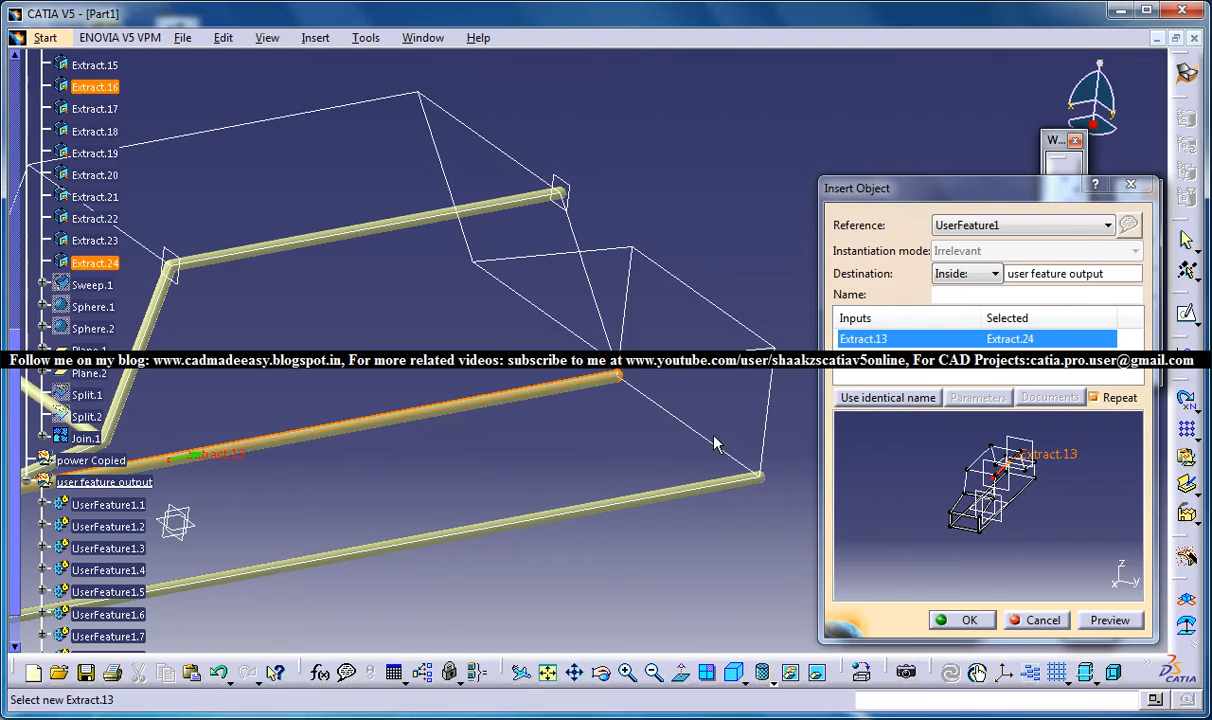 CATIA V5 - [Part1]
Start ENOVIA V5 VPM File Edit View Insert Tools Window Help
Extract.15
Extract.16
Extract.17
Extract.18
Extract.19
Extract.20
Extract.21
Extract.22
Extract.23
Extract.24
Sweep.1
Sphere.1
Sphere.2
Plane.1
Plane.2
Split.1
Split.2
Join.1
power Copied
user feature output
UserFeature1.1
UserFeature1.2
UserFeature1.3
UserFeature1.4
UserFeature1.5
UserFeature1.6
UserFeature1.7
Extract.13
W...
Insert Object
Reference: UserFeature1
Instantiation mode: Irrelevant
Destination: Inside: user feature output
Name:
Inputs Selected
Extract.13 Extract.24
Follow me on my blog: www.cadmadeeasy.blogspot.in, For more related videos: subscribe to me at www.youtube.com/user/shaakzscatiav5online, For CAD Projects:catia.pro.user@gmail.com
Use identical name Parameters Documents Repeat
Extract.13
z
x y
OK Cancel Preview
f(x)
CATIA
Select new Extract.13